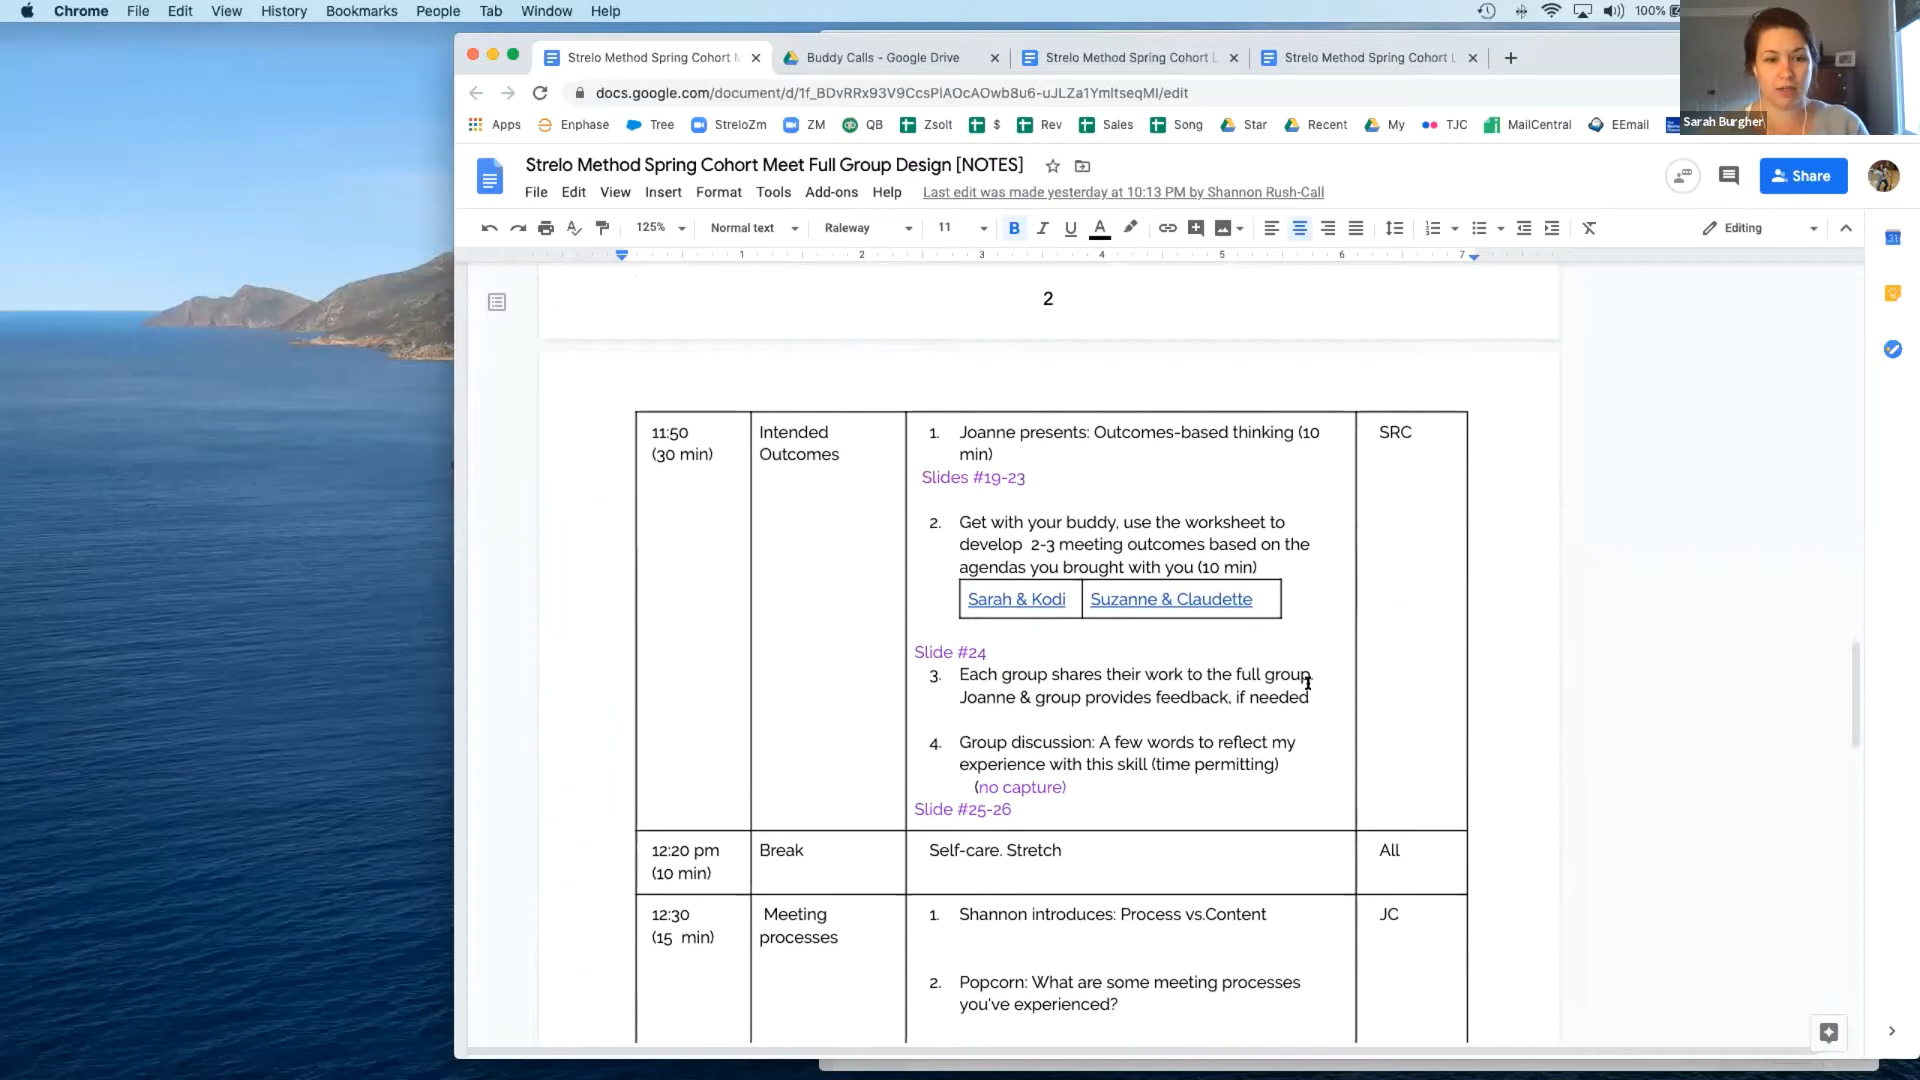 Chrome File Edit View History Bookmarks People Tab Window Help 100%
Strelo Method Spring Cohort Buddy Calls - Google Drive Strelo Method Spring Cohort L Strelo Method Spring Cohort L
docs.google.com/document/d/1f_BDvRRx93V9CcsPlAOcAOwb8u6-uJLZa1YmltseqMI/edit
Apps Enphase Tree StreloZm ZM QB Zsolt $ Rev Sales Song Star Recent My TJC MailCentral EEmail
Sarah Burgher
Strelo Method Spring Cohort Meet Full Group Design [NOTES]
Share
File Edit View Insert Format Tools Add-ons Help Last edit was made yesterday at 10:13 PM by Shannon Rush-Call
125% Normal text Raleway 11 B I U A Editing
1 2 3 4 5 6 7
2
11:50
(30 min)
Intended
Outcomes
1. Joanne presents: Outcomes-based thinking (10
min)
Slides #19-23
2. Get with your buddy, use the worksheet to
develop 2-3 meeting outcomes based on the
agendas you brought with you (10 min)
Sarah & Kodi Suzanne & Claudette
Slide #24
3. Each group shares their work to the full group.
Joanne & group provides feedback, if needed
4. Group discussion: A few words to reflect my
experience with this skill (time permitting)
(no capture)
Slide #25-26
SRC
12:20 pm
(10 min)
Break
Self-care. Stretch
All
12:30
(15 min)
Meeting
processes
1. Shannon introduces: Process vs.Content
2. Popcorn: What are some meeting processes
you've experienced?
JC